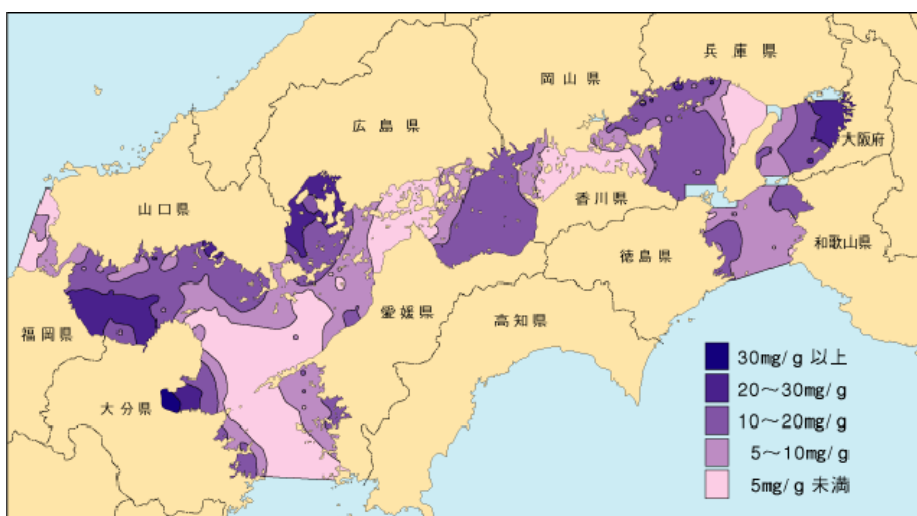 兵庫県
岡山県
広島県
大阪府
山口県
香川県
和歌山県
徳島県
愛媛県
高知県
福岡県
大分県
30mg/g 以上
20～30mg/g
10～20mg/g
5～10mg/g
5mg/g 未満